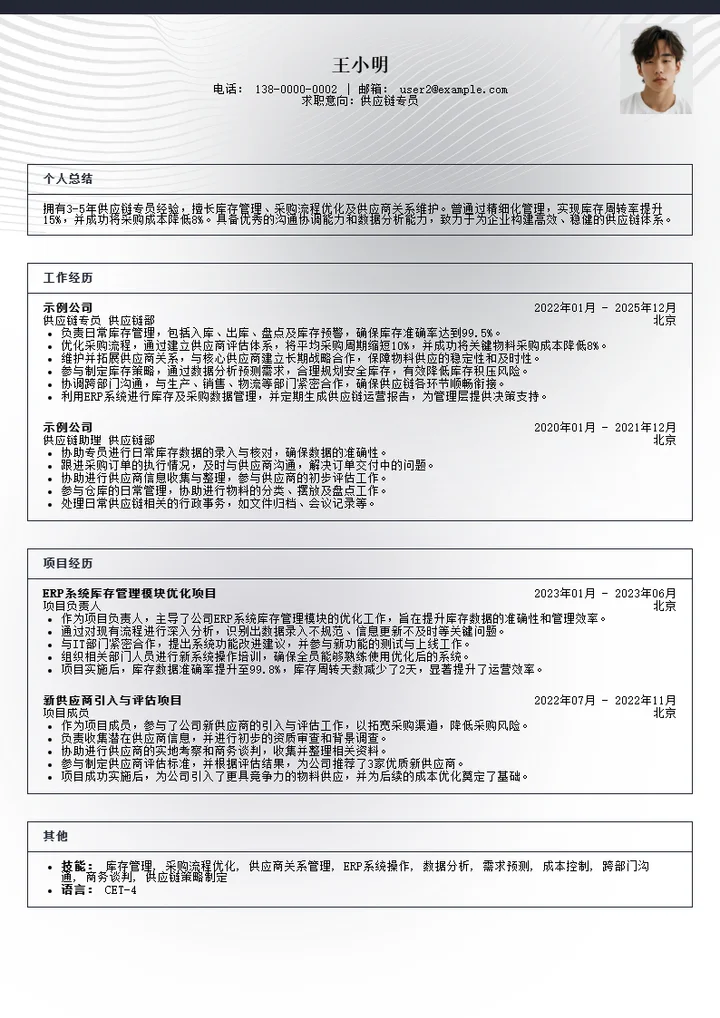 王小明
电话： 138-0000-0002 | 邮箱： user2@example.com
求职意向：供应链专员
个人总结
拥有3-5年供应链专员经验，擅长库存管理、采购流程优化及供应商关系维护。曾通过精细化管理，实现库存周转率提升
15%，并成功将采购成本降低8%。具备优秀的沟通协调能力和数据分析能力，致力于为企业构建高效、稳健的供应链体系。
工作经历
示例公司 2022年01月 - 2025年12月
供应链专员 供应链部 北京
• 负责日常库存管理，包括入库、出库、盘点及库存预警，确保库存准确率达到99.5%。
• 优化采购流程，通过建立供应商评估体系，将平均采购周期缩短10%，并成功将关键物料采购成本降低8%。
• 维护并拓展供应商关系，与核心供应商建立长期战略合作，保障物料供应的稳定性和及时性。
• 参与制定库存策略，通过数据分析预测需求，合理规划安全库存，有效降低库存积压风险。
• 协调跨部门沟通，与生产、销售、物流等部门紧密合作，确保供应链各环节顺畅衔接。
• 利用ERP系统进行库存及采购数据管理，并定期生成供应链运营报告，为管理层提供决策支持。
示例公司 2020年01月 - 2021年12月
供应链助理 供应链部 北京
• 协助专员进行日常库存数据的录入与核对，确保数据的准确性。
• 跟进采购订单的执行情况，及时与供应商沟通，解决订单交付中的问题。
• 协助进行供应商信息收集与整理，参与供应商的初步评估工作。
• 参与仓库的日常管理，协助进行物料的分类、摆放及盘点工作。
• 处理日常供应链相关的行政事务，如文件归档、会议记录等。
项目经历
ERP系统库存管理模块优化项目 2023年01月 - 2023年06月
项目负责人 北京
• 作为项目负责人，主导了公司ERP系统库存管理模块的优化工作，旨在提升库存数据的准确性和管理效率。
• 通过对现有流程进行深入分析，识别出数据录入不规范、信息更新不及时等关键问题。
• 与IT部门紧密合作，提出系统功能改进建议，并参与新功能的测试与上线工作。
• 组织相关部门人员进行新系统操作培训，确保全员能够熟练使用优化后的系统。
• 项目实施后，库存数据准确率提升至99.8%，库存周转天数减少了2天，显著提升了运营效率。
新供应商引入与评估项目 2022年07月 - 2022年11月
项目成员 北京
• 作为项目成员，参与了公司新供应商的引入与评估工作，以拓宽采购渠道，降低采购风险。
• 负责收集潜在供应商信息，并进行初步的资质审查和背景调查。
• 协助进行供应商的实地考察和商务谈判，收集并整理相关资料。
• 参与制定供应商评估标准，并根据评估结果，为公司推荐了3家优质新供应商。
• 项目成功实施后，为公司引入了更具竞争力的物料供应，并为后续的成本优化奠定了基础。
其他
• 技能： 库存管理, 采购流程优化, 供应商关系管理, ERP系统操作, 数据分析, 需求预测, 成本控制, 跨部门沟
通, 商务谈判, 供应链策略制定
• 语言： CET-4